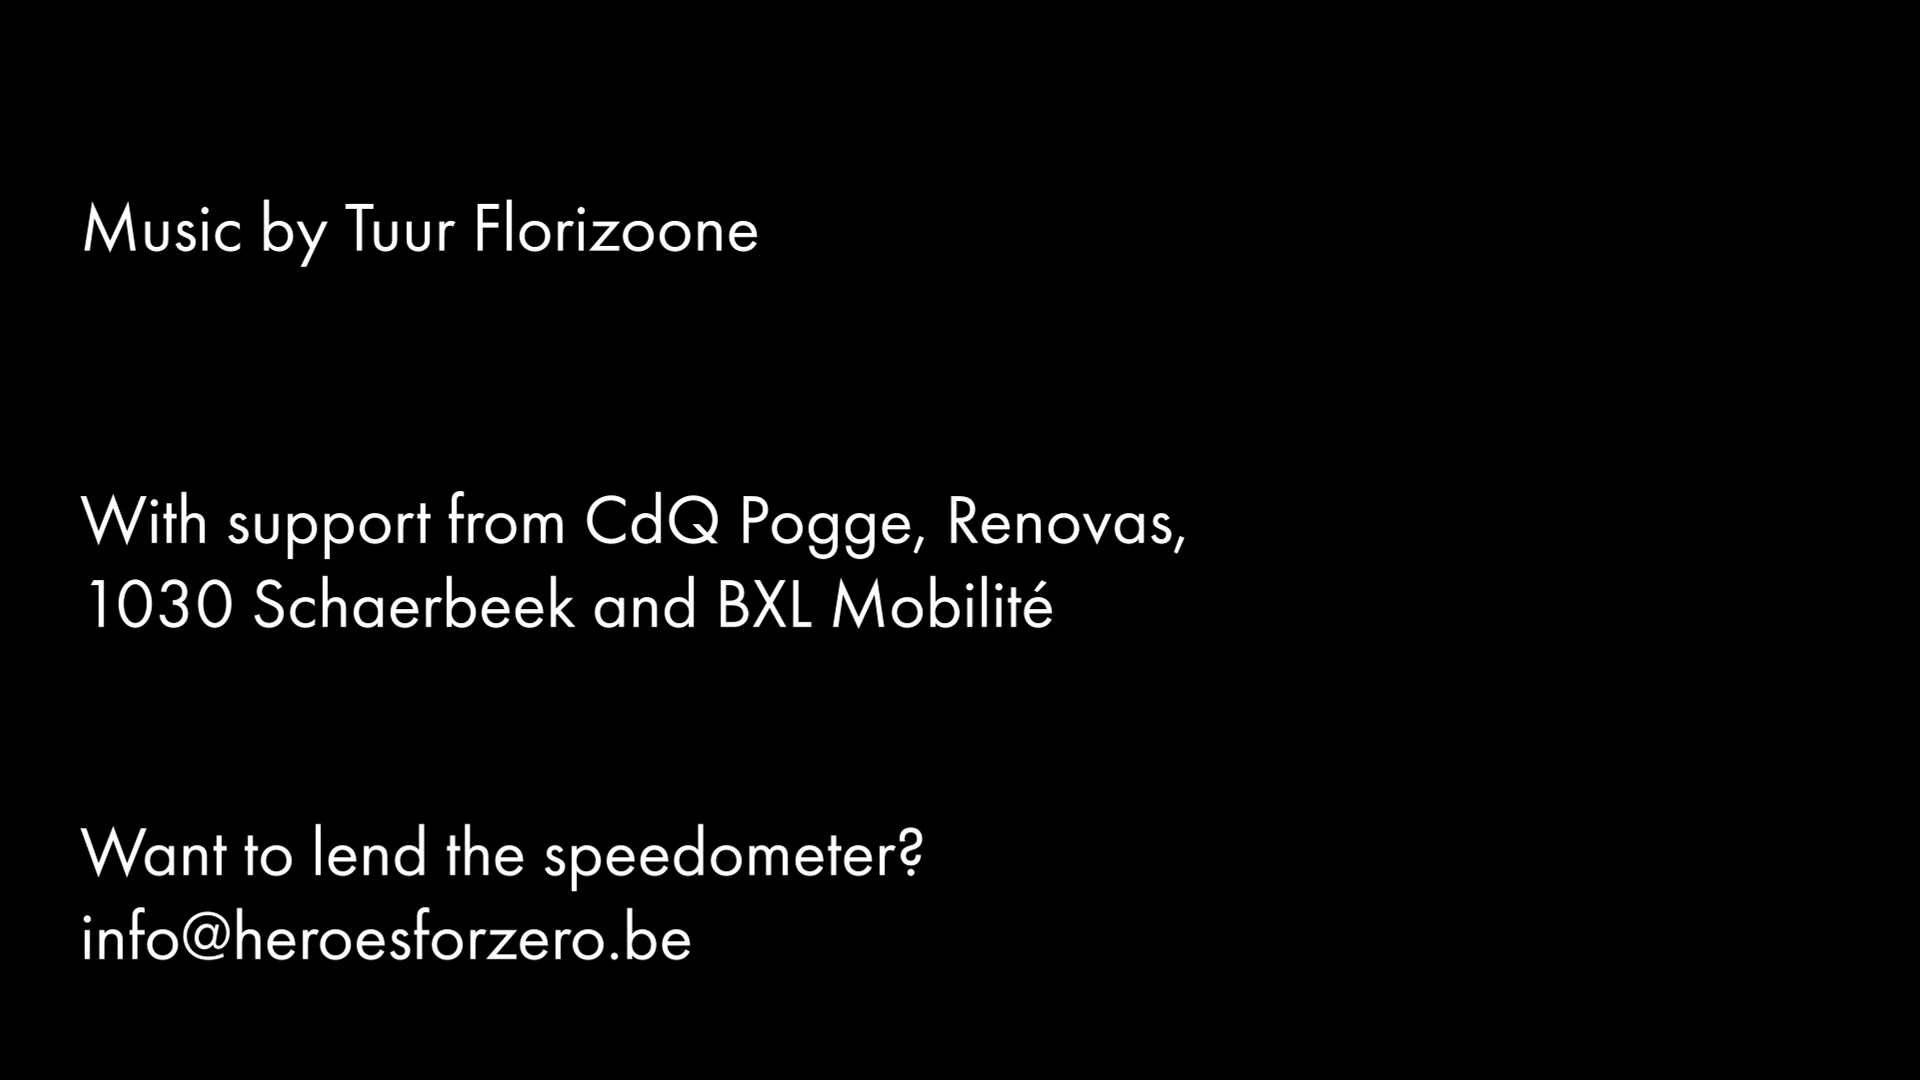 Music by Tuur Florizoone
With support from CdQ Pogge, Renovas,
1030 Schaerbeek and BXL Mobilité
Want to lend the speedometer?
info@heroesforzero.be